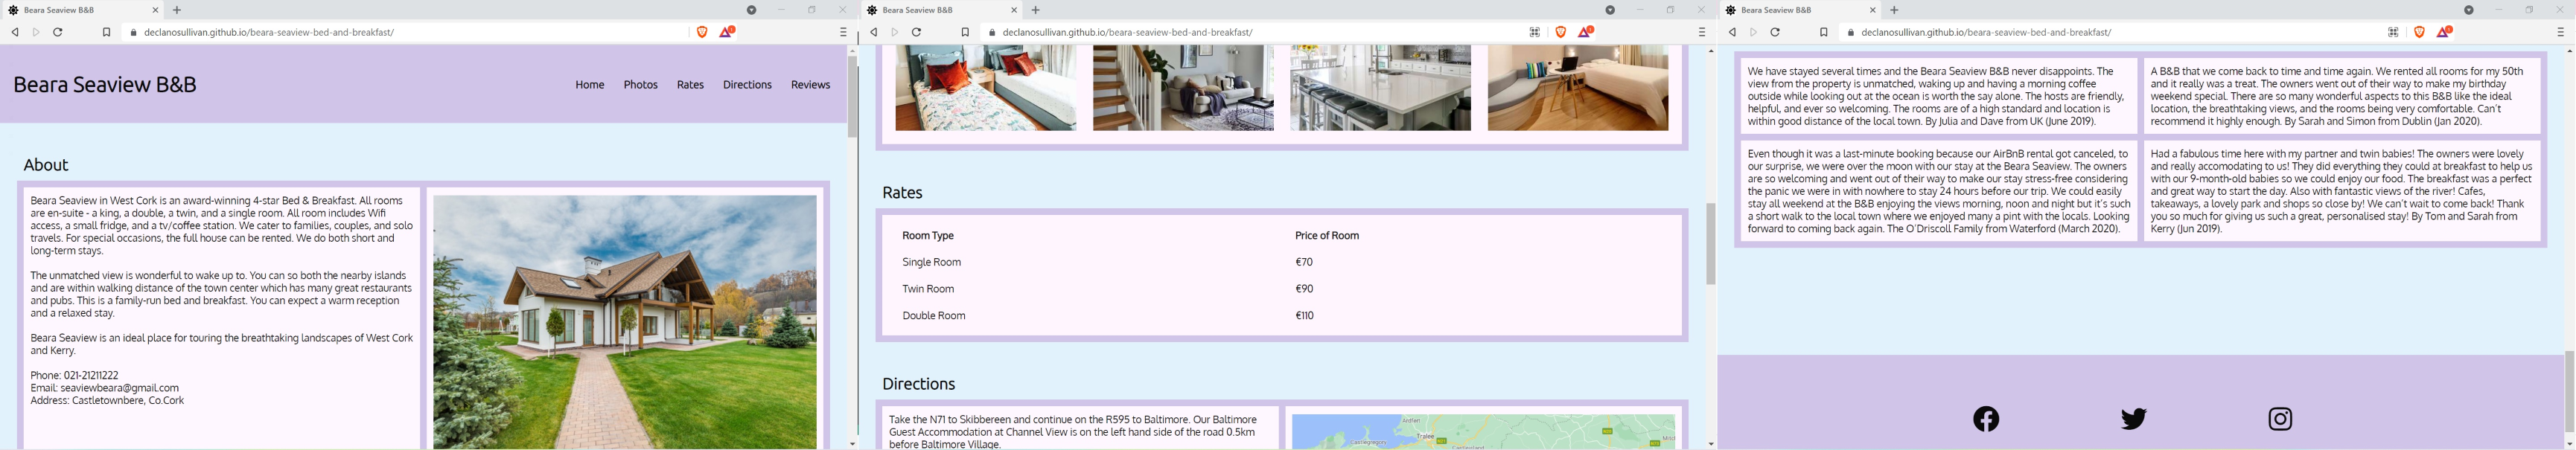 Beara Seaview B&B
declanosullivan.github.io/beara-seaview-bed-and-breakfast/
Beara Seaview B&B
Home Photos Rates Directions Reviews
About
Beara Seaview in West Cork is an award-winning 4-star Bed & Breakfast. All rooms
are en-suite - a king, a double, a twin, and a single room. All room includes Wifi
access, a small fridge, and a tv/coffee station. We cater to families, couples, and solo
travels. For special occasions, the full house can be rented. We do both short and
long-term stays.
The unmatched view is wonderful to wake up to. You can so both the nearby islands
and are within walking distance of the town center which has many great restaurants
and pubs. This is a family-run bed and breakfast. You can expect a warm reception
and a relaxed stay.
Beara Seaview is an ideal place for touring the breathtaking landscapes of West Cork
and Kerry.
Phone: 021-21211222
Email: seaviewbeara@gmail.com
Address: Castletownbere, Co.Cork
Beara Seaview B&B
declanosullivan.github.io/beara-seaview-bed-and-breakfast/
Rates
Room Type Price of Room
Single Room €70
Twin Room €90
Double Room €110
Directions
Take the N71 to Skibbereen and continue on the R595 to Baltimore. Our Baltimore
Guest Accommodation at Channel View is on the left hand side of the road 0.5km
before Baltimore Village.
Tralee
Castlegregory
Beara Seaview B&B
declanosullivan.github.io/beara-seaview-bed-and-breakfast/
We have stayed several times and the Beara Seaview B&B never disappoints. The
view from the property is unmatched, waking up and having a morning coffee
outside while looking out at the ocean is worth the say alone. The hosts are friendly,
helpful, and ever so welcoming. The rooms are of a high standard and location is
within good distance of the local town. By Julia and Dave from UK (June 2019).
A B&B that we come back to time and time again. We rented all rooms for my 50th
and it really was a treat. The owners went out of their way to make my birthday
weekend special. There are so many wonderful aspects to this B&B like the ideal
location, the breathtaking views, and the rooms being very comfortable. Can't
recommend it highly enough. By Sarah and Simon from Dublin (Jan 2020).
Even though it was a last-minute booking because our AirBnB rental got canceled, to
our surprise, we were over the moon with our stay at the Beara Seaview. The owners
are so welcoming and went out of their way to make our stay stress-free considering
the panic we were in with nowhere to stay 24 hours before our trip. We could easily
stay all weekend at the B&B enjoying the views morning, noon and night but it's such
a short walk to the local town where we enjoyed many a pint with the locals. Looking
forward to coming back again. The O'Driscoll Family from Waterford (March 2020).
Had a fabulous time here with my partner and twin babies! The owners were lovely
and really accomodating to us! They did everything they could at breakfast to help us
with our 9-month-old babies so we could enjoy our food. The breakfast was a perfect
and great way to start the day. Also with fantastic views of the river! Cafes,
takeaways, a lovely park and shops so close by! We can't wait to come back! Thank
you so much for giving us such a great, personalised stay! By Tom and Sarah from
Kerry (Jun 2019).